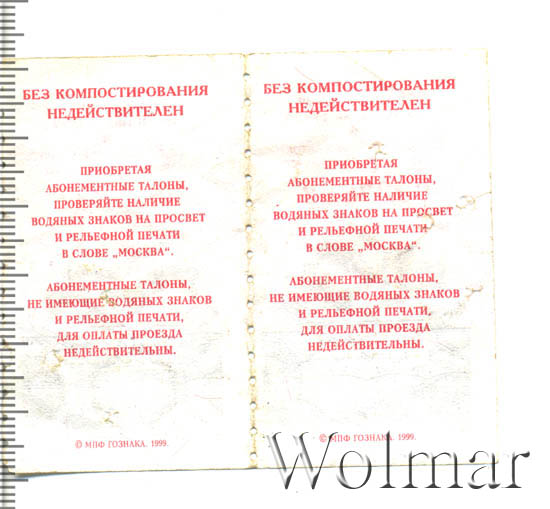 БЕЗ КОМПОСТИРОВАНИЯ
НЕДЕЙСТВИТЕЛЕН
ПРИОБРЕТАЯ
АБОНЕМЕНТНЫЕ ТАЛОНЫ,
ПРОВЕРЯЙТЕ НАЛИЧИЕ
ВОДЯНЫХ ЗНАКОВ НА ПРОСВЕТ
И РЕЛЬЕФНОЙ ПЕЧАТИ
В СЛОВЕ „МОСКВА“.
АБОНЕМЕНТНЫЕ ТАЛОНЫ,
НЕ ИМЕЮЩИЕ ВОДЯНЫХ ЗНАКОВ
И РЕЛЬЕФНОЙ ПЕЧАТИ,
ДЛЯ ОПЛАТЫ ПРОЕЗДА
НЕДЕЙСТВИТЕЛЬНЫ.
© МПФ ГОЗНАКА. 1999.
БЕЗ КОМПОСТИРОВАНИЯ
НЕДЕЙСТВИТЕЛЕН
ПРИОБРЕТАЯ
АБОНЕМЕНТНЫЕ ТАЛОНЫ,
ПРОВЕРЯЙТЕ НАЛИЧИЕ
ВОДЯНЫХ ЗНАКОВ НА ПРОСВЕТ
И РЕЛЬЕФНОЙ ПЕЧАТИ
В СЛОВЕ „МОСКВА“.
АБОНЕМЕНТНЫЕ ТАЛОНЫ,
НЕ ИМЕЮЩИЕ ВОДЯНЫХ ЗНАКОВ
И РЕЛЬЕФНОЙ ПЕЧАТИ,
ДЛЯ ОПЛАТЫ ПРОЕЗДА
НЕДЕЙСТВИТЕЛЬНЫ.
© МПФ ГОЗНАКА. 1999.
Wolmar